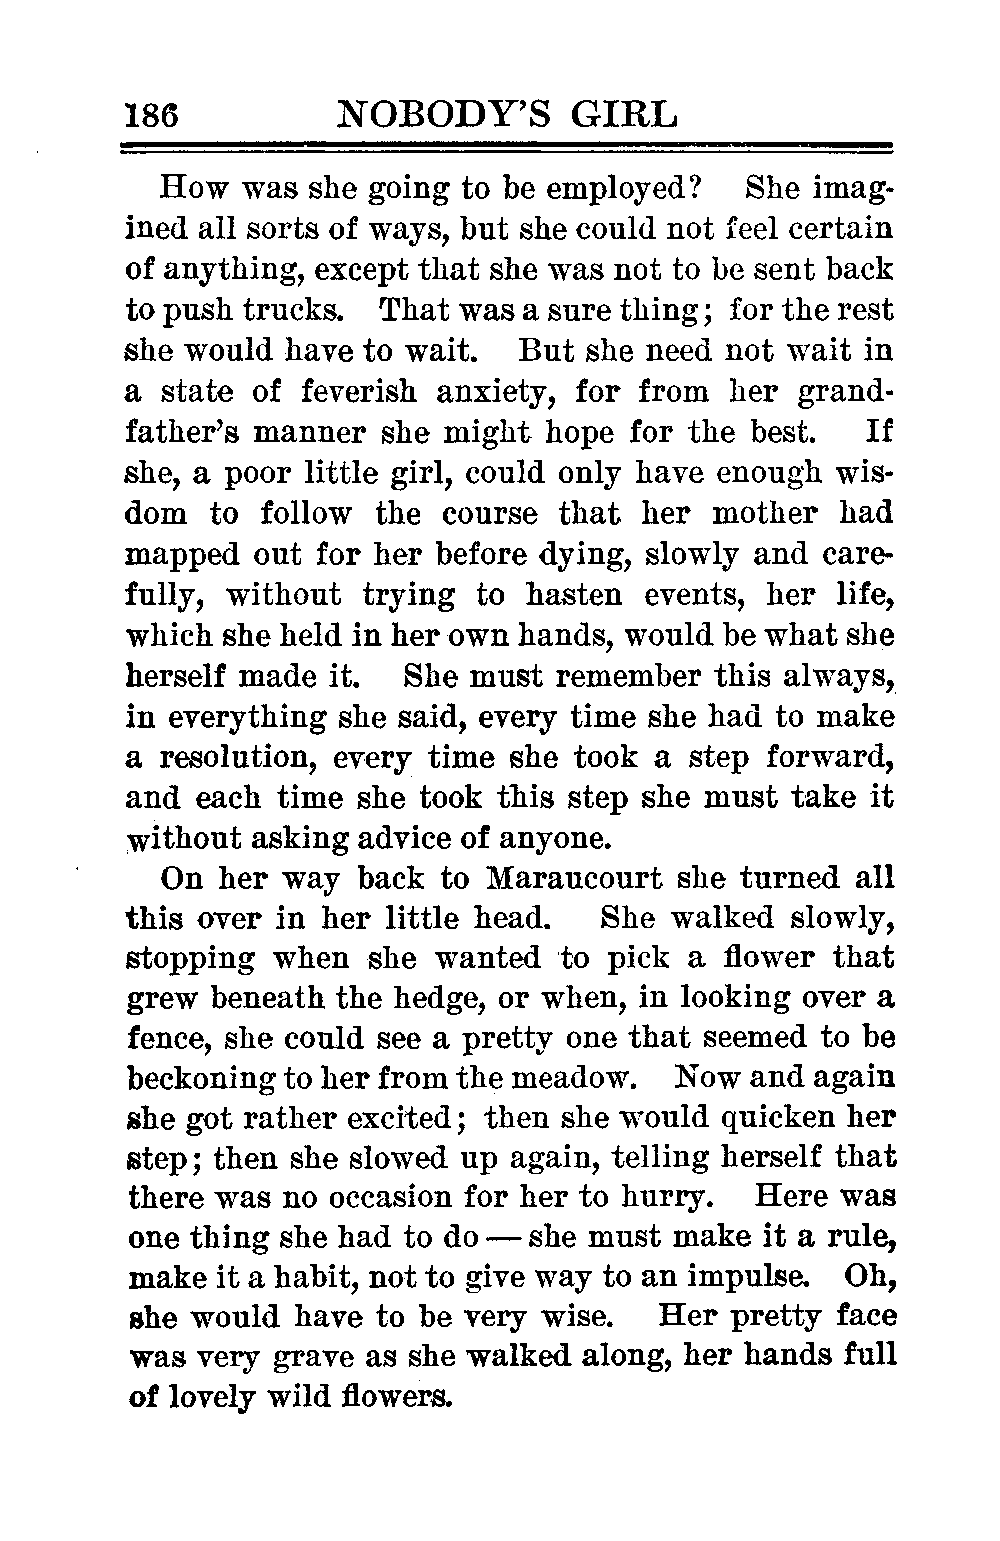 186 NOBODY'S GIRL
How was she going to be employed? She imag-
ined all sorts of ways, but she could not feel certain
of anything, except that she was not to be sent back
to push trucks. That was a sure thing; for the rest
she would have to wait. But she need not wait in
a state of feverish anxiety, for from her grand-
father's manner she might hope for the best. If
she, a poor little girl, could only have enough wis-
dom to follow the course that her mother had
mapped out for her before dying, slowly and care-
fully, without trying to hasten events, her life,
which she held in her own hands, would be what she
herself made it. She must remember this always,
in everything she said, every time she had to make
a resolution, every time she took a step forward,
and each time she took this step she must take it
without asking advice of anyone.
On her way back to Maraucourt she turned all
this over in her little head. She walked slowly,
stopping when she wanted to pick a flower that
grew beneath the hedge, or when, in looking over a
fence, she could see a pretty one that seemed to be
beckoning to her from the meadow. Now and again
she got rather excited; then she would quicken her
step; then she slowed up again, telling herself that
there was no occasion for her to hurry. Here was
one thing she had to do — she must make it a rule,
make it a habit, not to give way to an impulse. Oh,
she would have to be very wise. Her pretty face
was very grave as she walked along, her hands full
of lovely wild flowers.